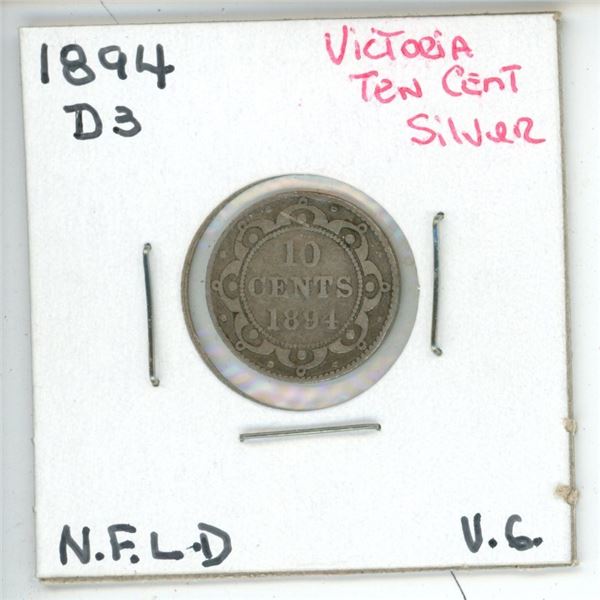 1894
D3
VICTORIA
TEN CENT
SILVER
10
CENTS
1894
N.F.L.D
V.G.